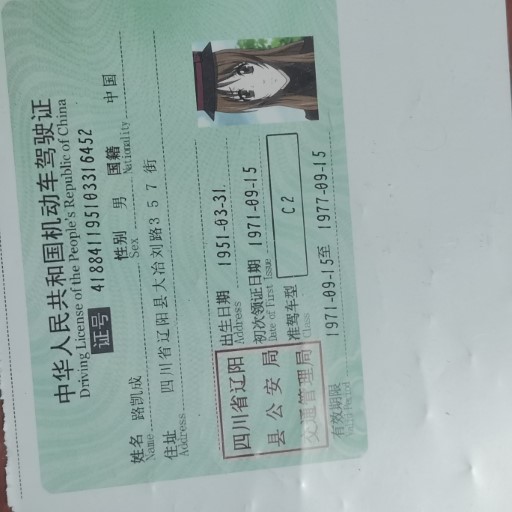 中华人民共和国机动车驾驶证
Driving License of the People's Republic of China
证号 418841195103316452
姓名 路凯成 性别 男 国籍 中国
Name Sex Nationality
住址 四川省辽阳县大冶刘路357街
Address
出生日期 1951-03-31
Address
初次领证日期 1971-09-15
Date of First Issue
准驾车型 C2
Class
四川省辽阳
县公安局
交通管理局
有效期限 1971-09-15至 1977-09-15
Valid Period